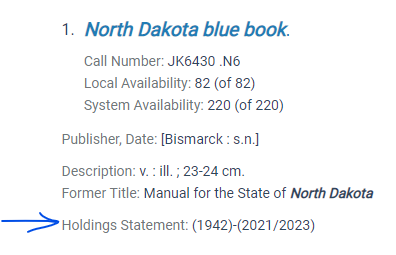 1. North Dakota blue book.
Call Number: JK6430 .N6
Local Availability: 82 (of 82)
System Availability: 220 (of 220)
Publisher, Date: [Bismarck : s.n.]
Description: v. : ill. ; 23-24 cm.
Former Title: Manual for the State of North Dakota
Holdings Statement: (1942)-(2021/2023)